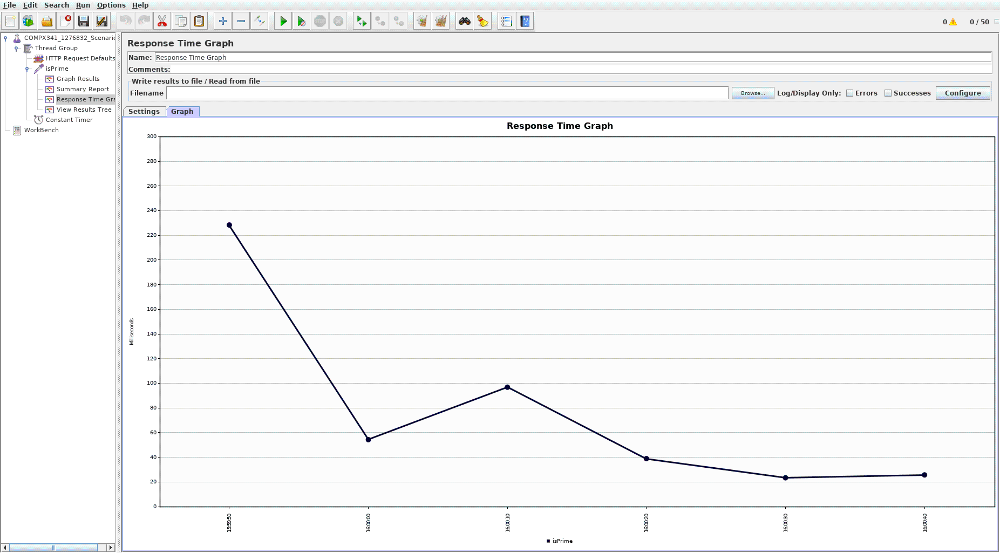 File Edit Search Run Options Help
0 0 / 50
COMPX341_1276832_Scenario
Thread Group
HTTP Request Defaults
isPrime
Graph Results
Summary Report
Response Time Gra
View Results Tree
Constant Timer
WorkBench
Response Time Graph
Name: Response Time Graph
Comments:
Write results to file / Read from file
Filename Browse... Log/Display Only: Errors Successes Configure
Settings Graph
Response Time Graph
300
280
260
240
220
200
180
160
140
120
100
80
60
40
20
0
Milliseconds
15:59:50 16:00:00 16:00:10 16:00:20 16:00:30 16:00:40
isPrime